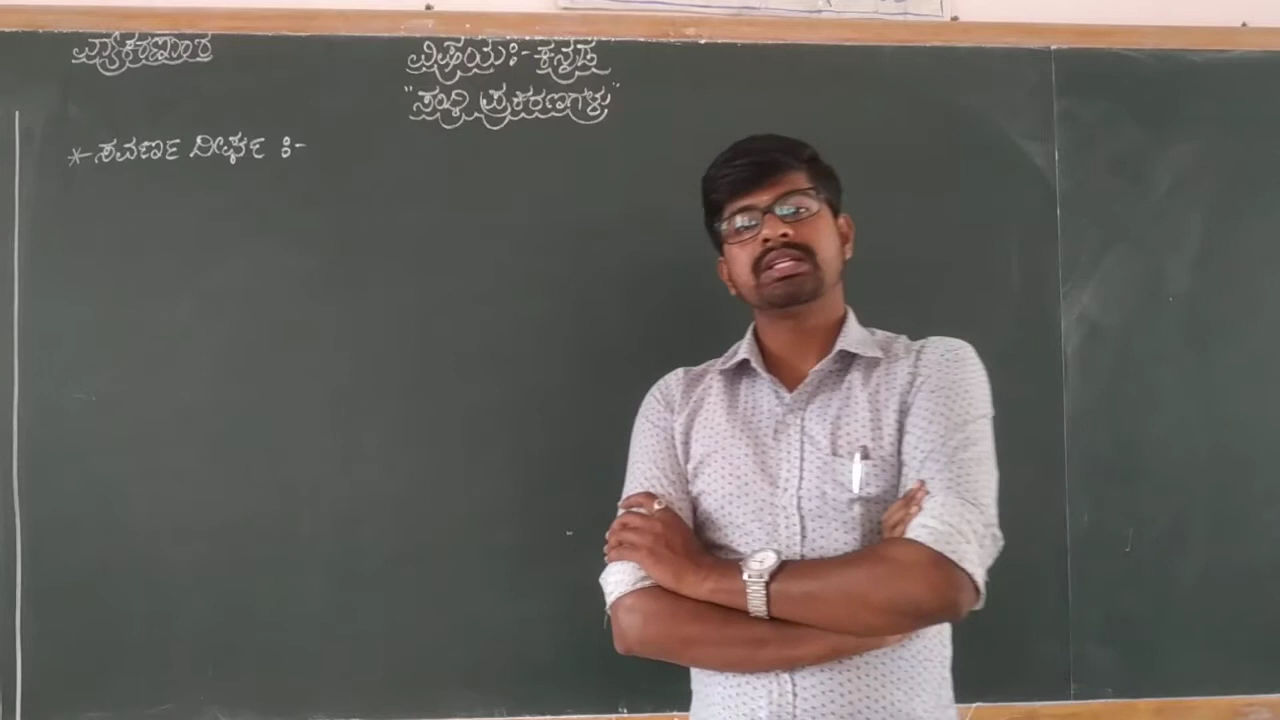 ವ್ಯಾಕರಣಾಂಶ
ವಿಷಯಃ- ಕನ್ನಡ
"ಸಂಧಿ ಪ್ರಕರಣಗಳು"
* ಸವರ್ಣ ದೀರ್ಘ ಃ-